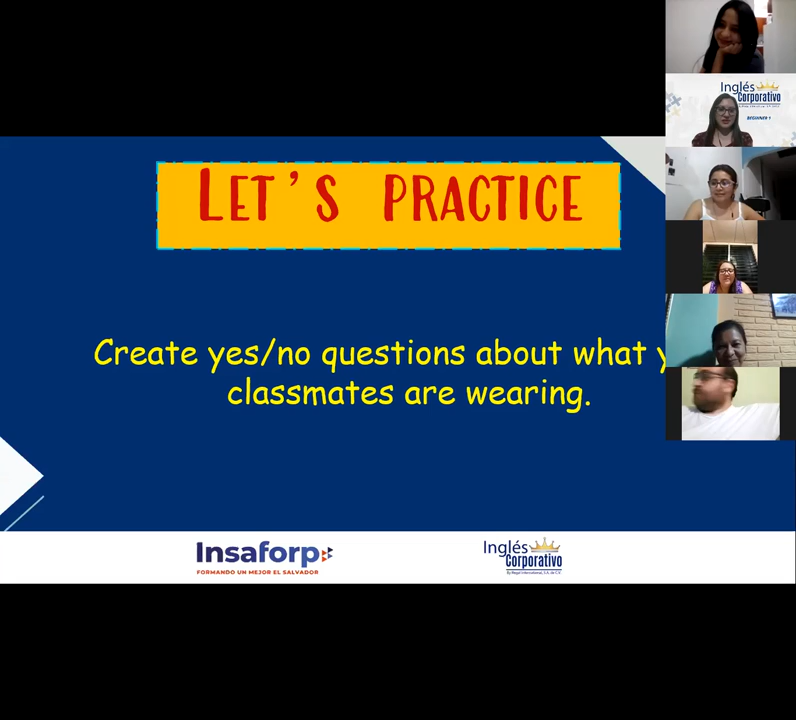 LET'S PRACTICE
Create yes/no questions about what y
classmates are wearing.
Insaforp
FORMANDO UN MEJOR EL SALVADOR
Inglés
Corporativo
Inglés
Corporativo
BEGINNER 1